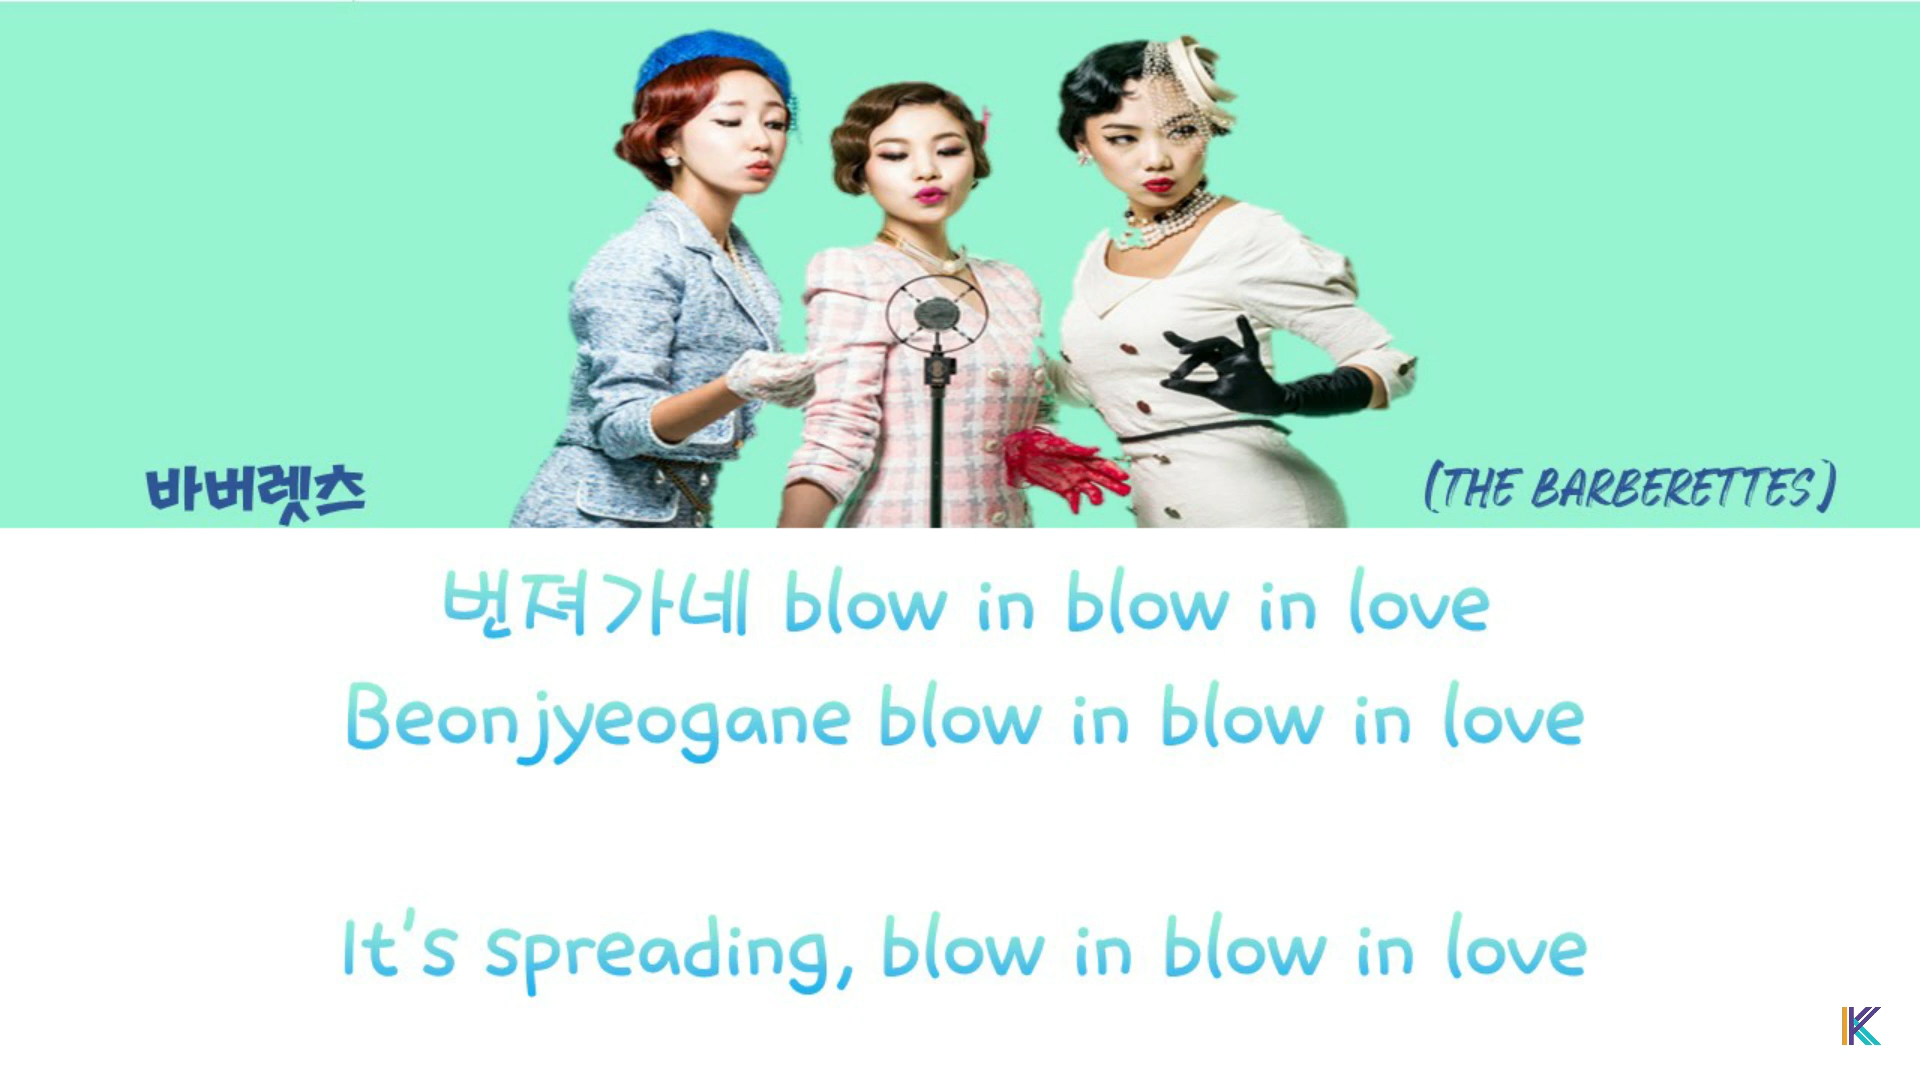 바버렛츠
(THE BARBERETTES)
번져가네 blow in blow in love
Beonjyeogane blow in blow in love
It's spreading, blow in blow in love
K